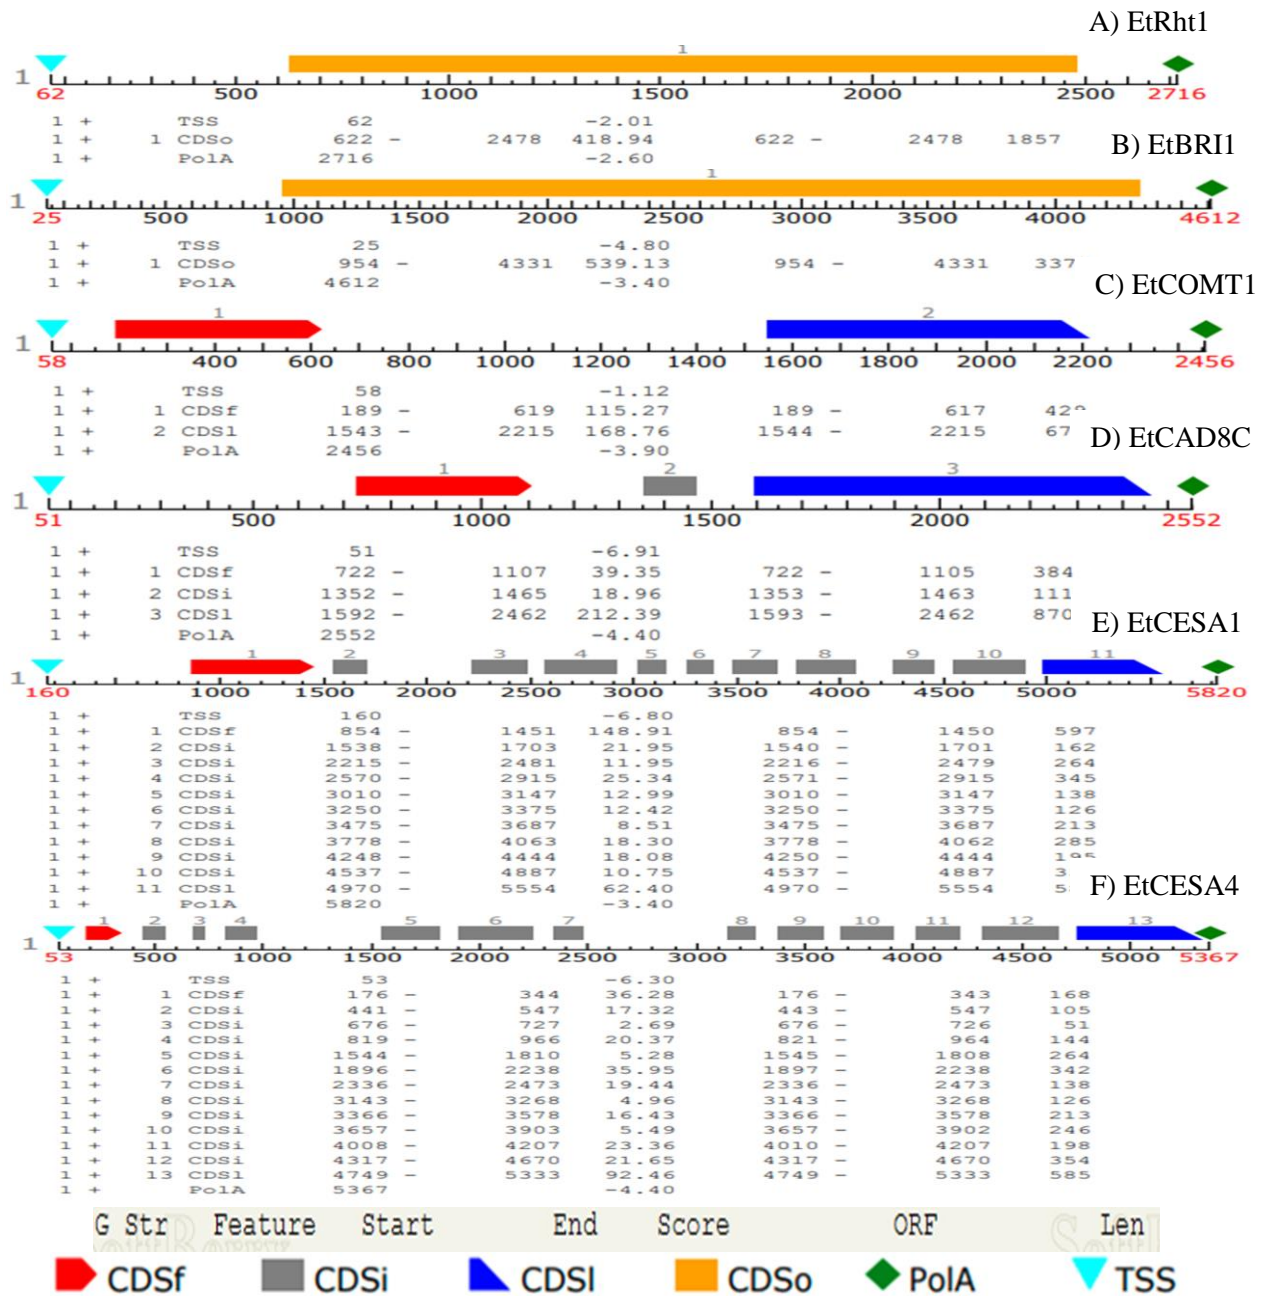 A) EtRht1
1
1
62 500 1000 1500 2000 2500 2716
1 + TSS 62 -2.01
1 + 1 CDSo 622 - 2478 418.94 622 - 2478 1857
1 + PolA 2716 -2.60
B) EtBRI1
1
1
25 500 1000 1500 2000 2500 3000 3500 4000 4612
1 + TSS 25 -4.80
1 + 1 CDSo 954 - 4331 539.13 954 - 4331 337
1 + PolA 4612 -3.40
C) EtCOMT1
1 2
1
58 400 600 800 1000 1200 1400 1600 1800 2000 2200 2456
1 + TSS 58 -1.12
1 + 1 CDSf 189 - 619 115.27 189 - 617 42
1 + 2 CDSl 1543 - 2215 168.76 1544 - 2215 67
1 + PolA 2456 -3.90
D) EtCAD8C
1 2 3
1
51 500 1000 1500 2000 2552
1 + TSS 51 -6.91
1 + 1 CDSf 722 - 1107 39.35 722 - 1105 384
1 + 2 CDSi 1352 - 1465 18.96 1353 - 1463 111
1 + 3 CDSl 1592 - 2462 212.39 1593 - 2462 870
1 + PolA 2552 -4.40
E) EtCESA1
1 2 3 4 5 6 7 8 9 10 11
1
160 1000 1500 2000 2500 3000 3500 4000 4500 5000 5820
1 + TSS 160 -6.80
1 + 1 CDSf 854 - 1451 148.91 854 - 1450 597
1 + 2 CDSi 1538 - 1703 21.95 1540 - 1701 162
1 + 3 CDSi 2215 - 2481 11.95 2216 - 2479 264
1 + 4 CDSi 2570 - 2915 25.34 2571 - 2915 345
1 + 5 CDSi 3010 - 3147 12.99 3010 - 3147 138
1 + 6 CDSi 3250 - 3375 12.42 3250 - 3375 126
1 + 7 CDSi 3475 - 3687 8.51 3475 - 3687 213
1 + 8 CDSi 3778 - 4063 18.30 3778 - 4062 285
1 + 9 CDSi 4248 - 4444 18.08 4250 - 4444 195
1 + 10 CDSi 4537 - 4887 10.75 4537 - 4887 3
1 + 11 CDSl 4970 - 5554 62.40 4970 - 5554 5
1 + PolA 5820 -3.40
F) EtCESA4
1 2 3 4 5 6 7 8 9 10 11 12 13
1
53 500 1000 1500 2000 2500 3000 3500 4000 4500 5000 5367
1 + TSS 53 -6.30
1 + 1 CDSf 176 - 344 36.28 176 - 343 168
1 + 2 CDSi 441 - 547 17.32 443 - 547 105
1 + 3 CDSi 676 - 727 2.69 676 - 726 51
1 + 4 CDSi 819 - 966 20.37 821 - 964 144
1 + 5 CDSi 1544 - 1810 5.28 1545 - 1808 264
1 + 6 CDSi 1896 - 2238 35.95 1897 - 2238 342
1 + 7 CDSi 2336 - 2473 19.44 2336 - 2473 138
1 + 8 CDSi 3143 - 3268 4.96 3143 - 3268 126
1 + 9 CDSi 3366 - 3578 16.43 3366 - 3578 213
1 + 10 CDSi 3657 - 3903 5.49 3657 - 3902 246
1 + 11 CDSi 4008 - 4207 23.36 4010 - 4207 198
1 + 12 CDSi 4317 - 4670 21.65 4317 - 4670 354
1 + 13 CDSl 4749 - 5333 92.46 4749 - 5333 585
1 + PolA 5367 -4.40
G Str Feature Start End Score ORF Len
CDSf CDSi CDSl CDSo PolA TSS